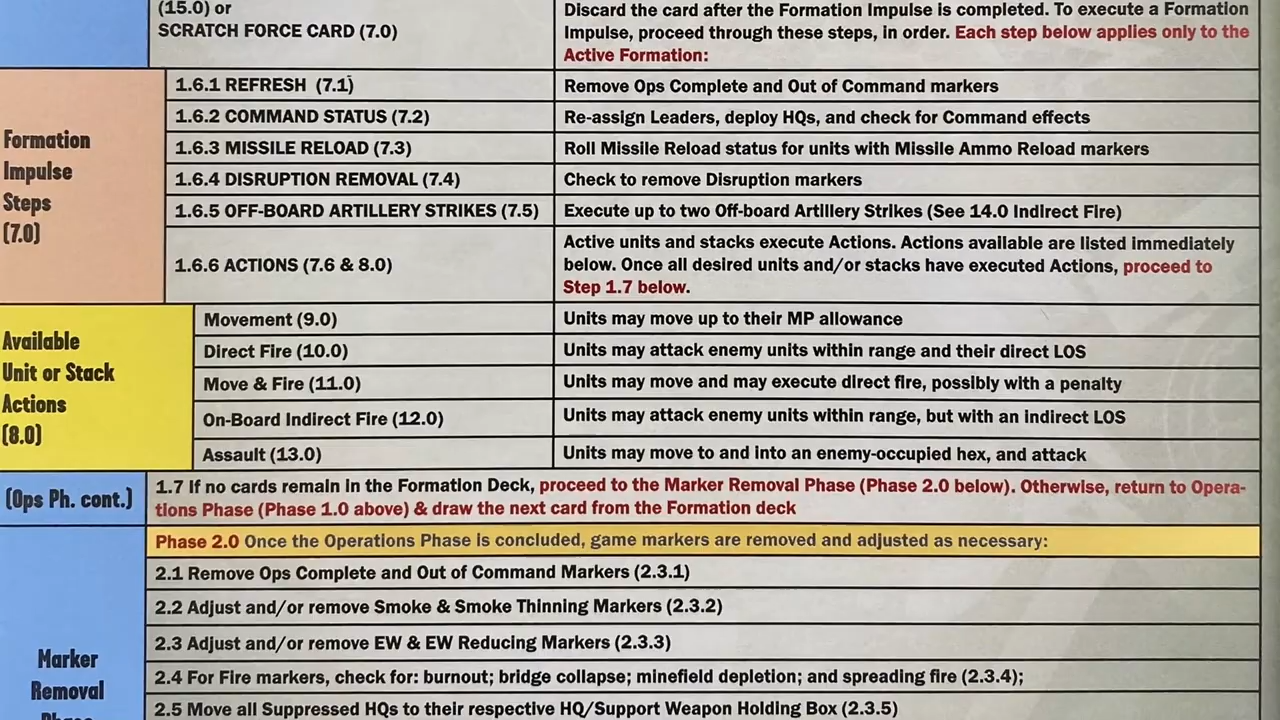 (15.0) or
SCRATCH FORCE CARD (7.0)
Discard the card after the Formation Impulse is completed. To execute a Formation
Impulse, proceed through these steps, in order. Each step below applies only to the
Active Formation:
Formation
Impulse
Steps
(7.0)
1.6.1 REFRESH (7.1)
Remove Ops Complete and Out of Command markers
1.6.2 COMMAND STATUS (7.2)
Re-assign Leaders, deploy HQs, and check for Command effects
1.6.3 MISSILE RELOAD (7.3)
Roll Missile Reload status for units with Missile Ammo Reload markers
1.6.4 DISRUPTION REMOVAL (7.4)
Check to remove Disruption markers
1.6.5 OFF-BOARD ARTILLERY STRIKES (7.5)
Execute up to two Off-board Artillery Strikes (See 14.0 Indirect Fire)
1.6.6 ACTIONS (7.6 & 8.0)
Active units and stacks execute Actions. Actions available are listed immediately
below. Once all desired units and/or stacks have executed Actions, proceed to
Step 1.7 below.
Available
Unit or Stack
Actions
(8.0)
Movement (9.0)
Units may move up to their MP allowance
Direct Fire (10.0)
Units may attack enemy units within range and their direct LOS
Move & Fire (11.0)
Units may move and may execute direct fire, possibly with a penalty
On-Board Indirect Fire (12.0)
Units may attack enemy units within range, but with an indirect LOS
Assault (13.0)
Units may move to and into an enemy-occupied hex, and attack
(Ops Ph. cont.)
1.7 If no cards remain in the Formation Deck, proceed to the Marker Removal Phase (Phase 2.0 below). Otherwise, return to Opera-
tions Phase (Phase 1.0 above) & draw the next card from the Formation deck
Marker
Removal
Phase
Phase 2.0 Once the Operations Phase is concluded, game markers are removed and adjusted as necessary:
2.1 Remove Ops Complete and Out of Command Markers (2.3.1)
2.2 Adjust and/or remove Smoke & Smoke Thinning Markers (2.3.2)
2.3 Adjust and/or remove EW & EW Reducing Markers (2.3.3)
2.4 For Fire markers, check for: burnout; bridge collapse; minefield depletion; and spreading fire (2.3.4);
2.5 Move all Suppressed HQs to their respective HQ/Support Weapon Holding Box (2.3.5)